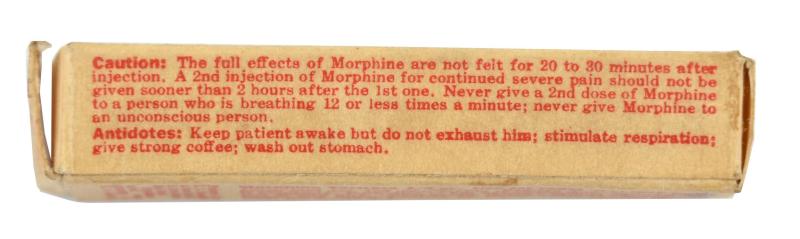 Caution: The full effects of Morphine are not felt for 20 to 30 minutes after
injection. A 2nd injection of Morphine for continued severe pain should not be
given sooner than 2 hours after the 1st one. Never give a 2nd dose of Morphine
to a person who is breathing 12 or less times a minute; never give Morphine to
an unconscious person.
Antidotes: Keep patient awake but do not exhaust him; stimulate respiration;
give strong coffee; wash out stomach.